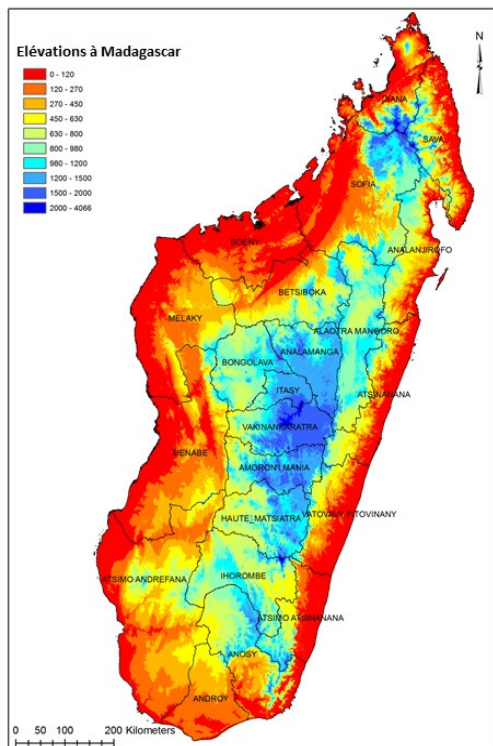 Elévations à Madagascar
N
0 - 120
120 - 270
270 - 450
450 - 630
630 - 800
800 - 980
980 - 1200
1200 - 1500
1500 - 2000
2000 - 4066
DIANA
SAVA
SOFIA
BOENY
ANALANJIROFO
BETSIBOKA
MELAKY
ALAOTRA MANGORO
BONGOLAVA
ANALAMANGA
ITASY
ATSINANANA
VAKINANKARATRA
MENABE
AMORON'I MANIA
HAUTE_MATSIATRA
VATOVAVY FITOVINANY
ATSIMO ANDREFANA
IHOROMBE
ATSIMO ATSINANANA
ANOSY
ANDROY
0 50 100 200 Kilometers